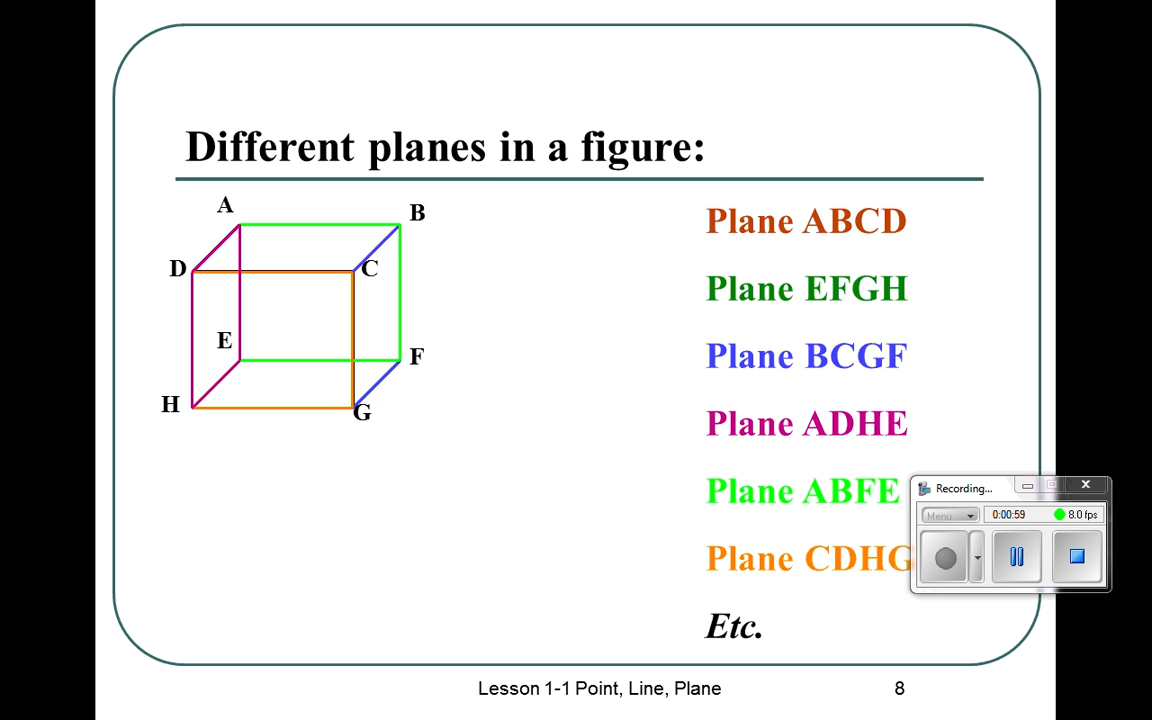 Different planes in a figure:
A
B
D
C
E
F
H
G
Plane ABCD
Plane EFGH
Plane BCGF
Plane ADHE
Plane ABFE
Plane CDHG
Etc.
Recording...
Menu
0:00:59
8.0 fps
Lesson 1-1 Point, Line, Plane
8